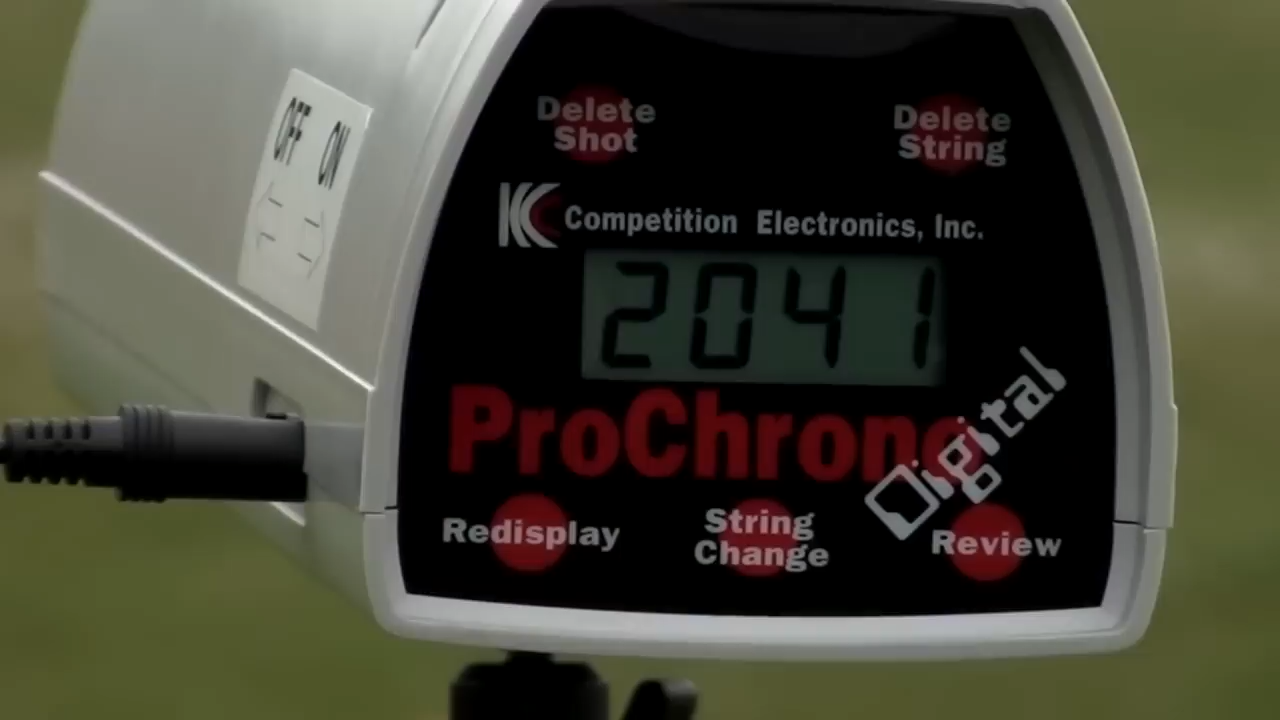 OFF ON
Delete
Shot
Delete
String
Competition Electronics, Inc.
2041
ProChrono
Digital
Redisplay
String
Change
Review